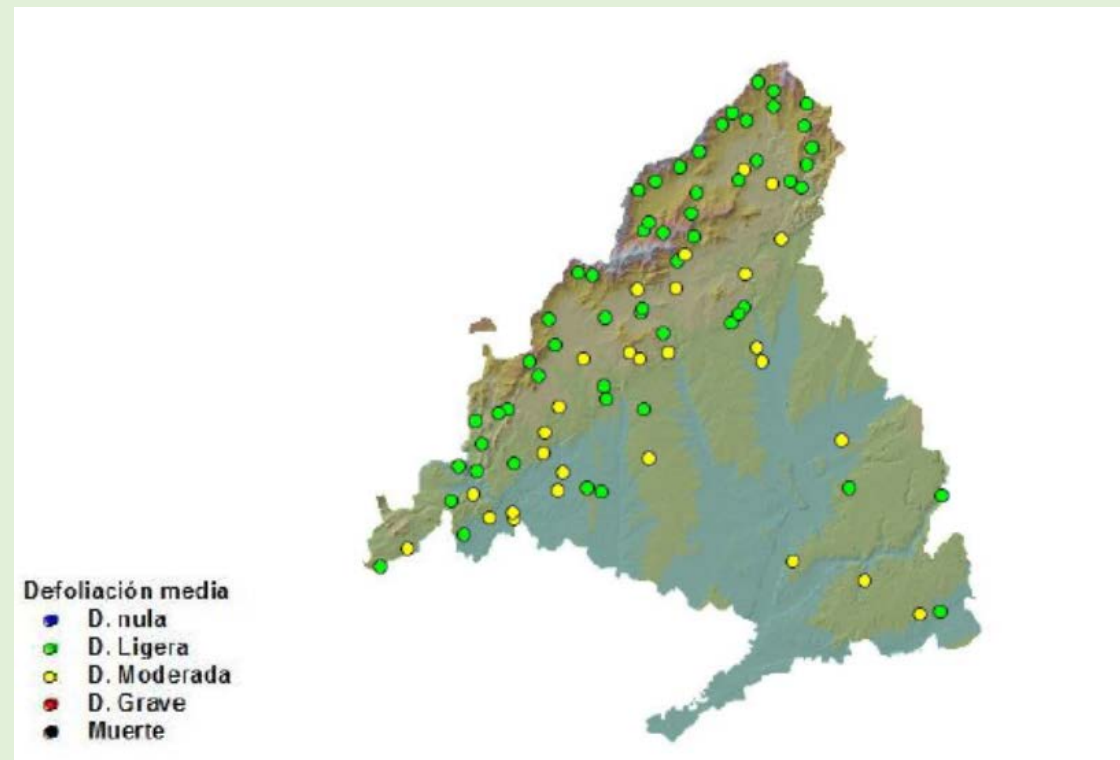 Defoliación media
D. nula
D. Ligera
D. Moderada
D. Grave
Muerte